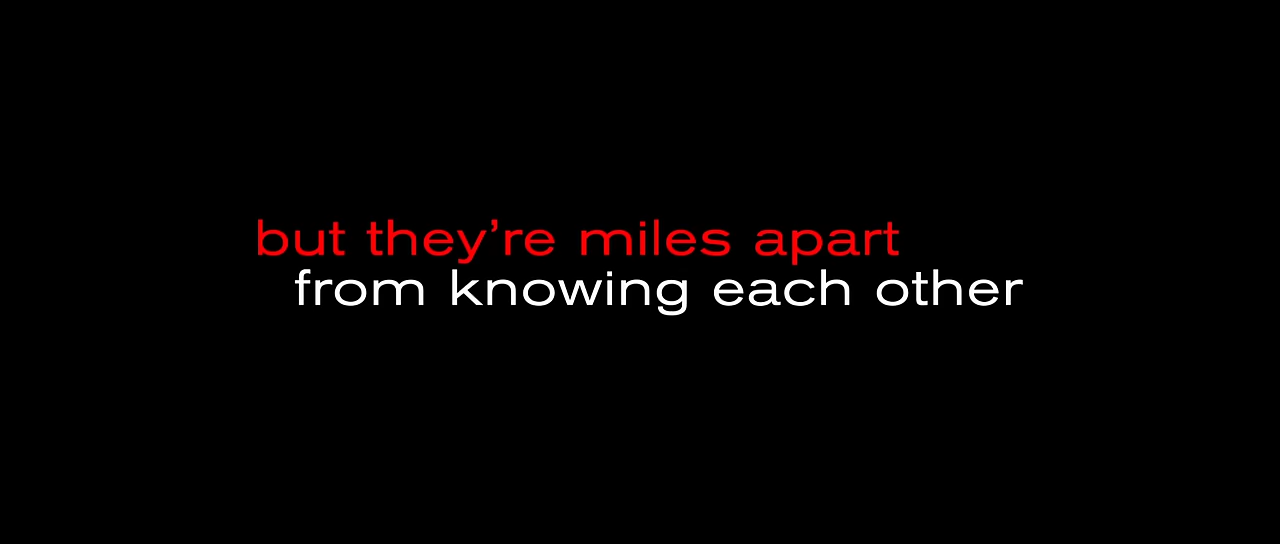 but they’re miles apart
from knowing each other